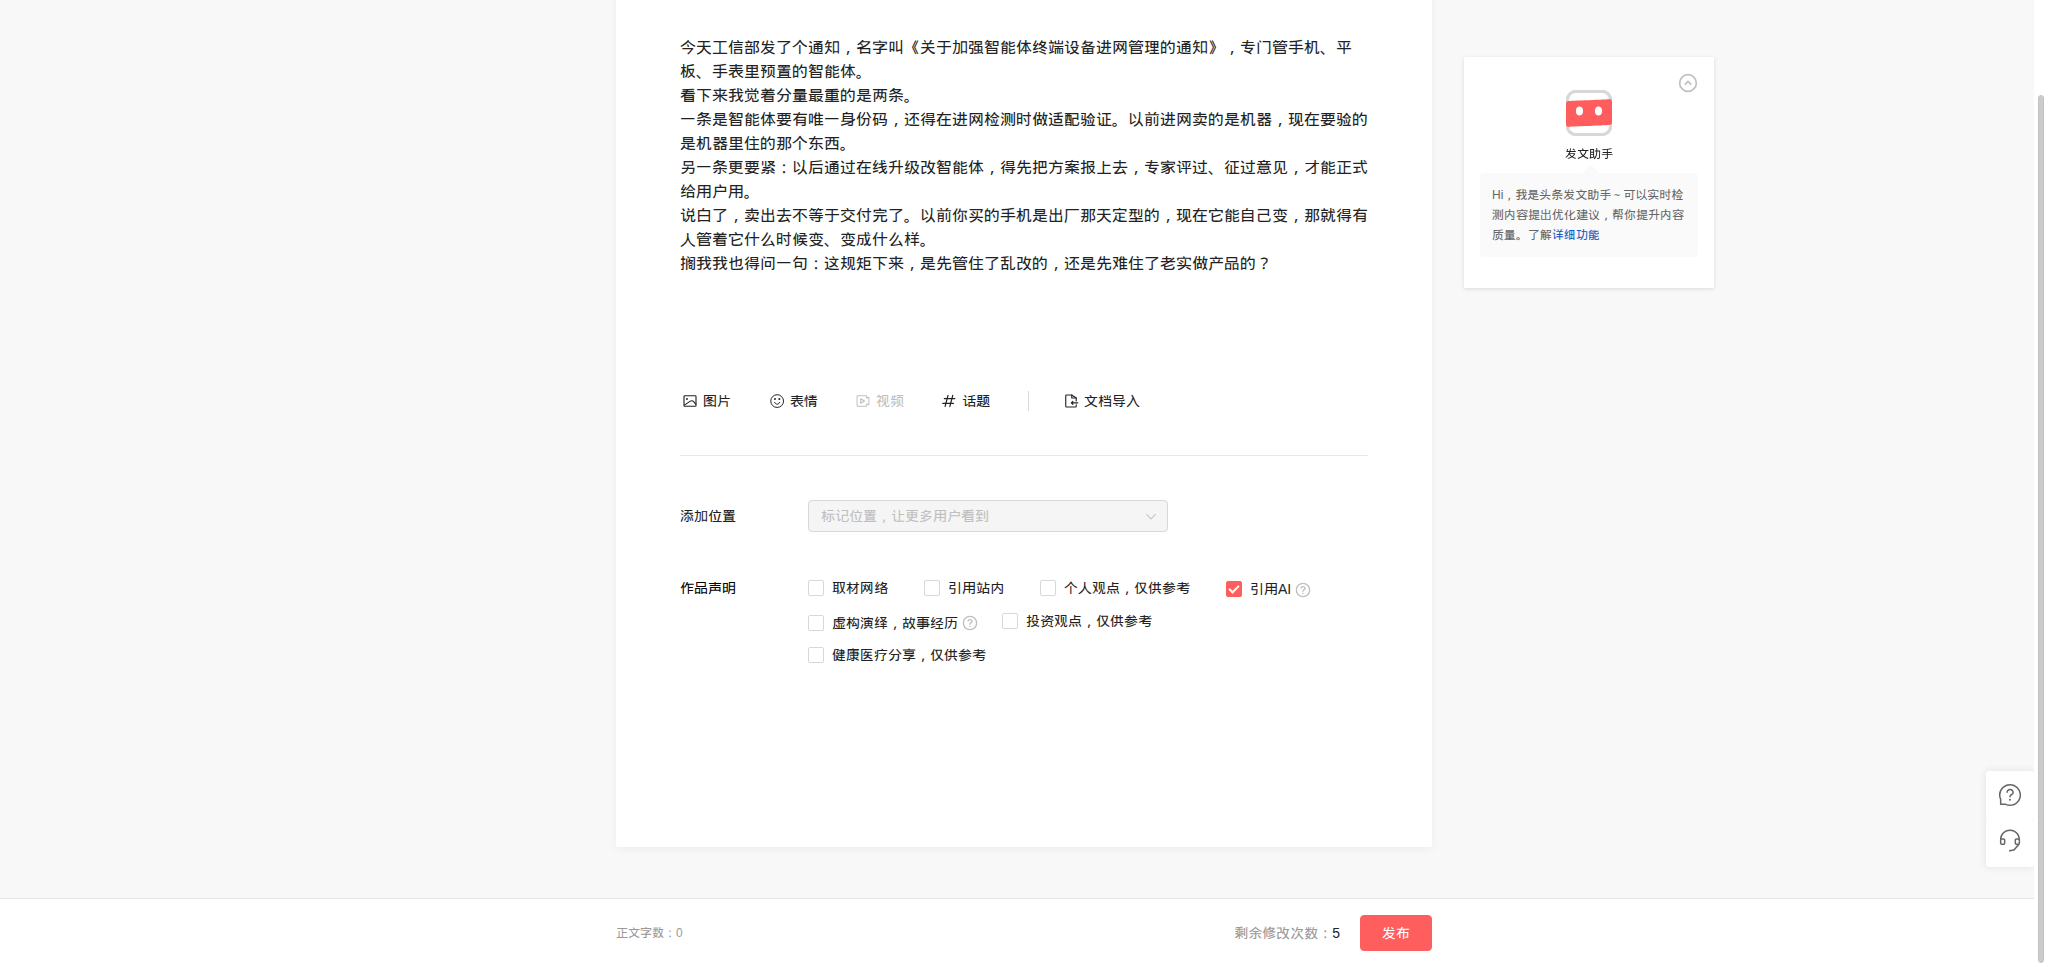 今天工信部发了个通知，名字叫《关于加强智能体终端设备进网管理的通知》，专门管手机、平
板、手表里预置的智能体。
看下来我觉着分量最重的是两条。
一条是智能体要有唯一身份码，还得在进网检测时做适配验证。以前进网卖的是机器，现在要验的
是机器里住的那个东西。
另一条更要紧：以后通过在线升级改智能体，得先把方案报上去，专家评过、征过意见，才能正式
给用户用。
说白了，卖出去不等于交付完了。以前你买的手机是出厂那天定型的，现在它能自己变，那就得有
人管着它什么时候变、变成什么样。
搁我我也得问一句：这规矩下来，是先管住了乱改的，还是先难住了老实做产品的？
图片 表情 视频 话题 文档导入
添加位置 标记位置，让更多用户看到
作品声明 取材网络 引用站内 个人观点，仅供参考 引用AI
虚构演绎，故事经历 投资观点，仅供参考
健康医疗分享，仅供参考
发文助手
Hi，我是头条发文助手 ~ 可以实时检
测内容提出优化建议，帮你提升内容
质量。了解详细功能
正文字数：0 剩余修改次数：5 发布